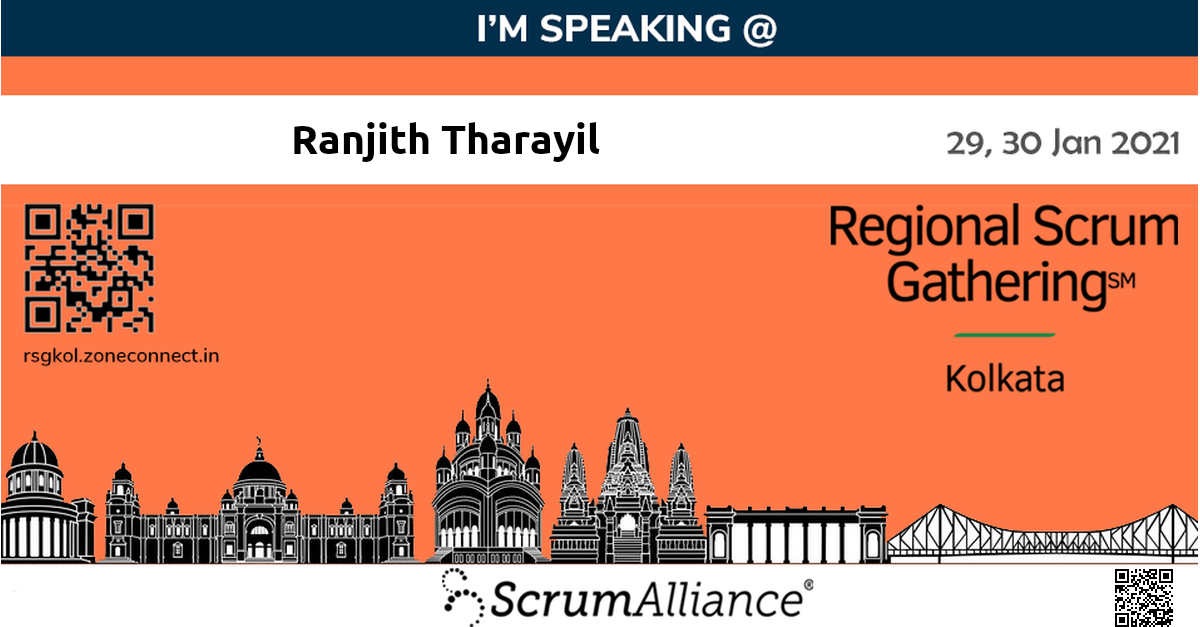 I'M SPEAKING @
Ranjith Tharayil
29, 30 Jan 2021
Regional Scrum
Gathering℠
Kolkata
rsgkol.zoneconnect.in
ScrumAlliance®